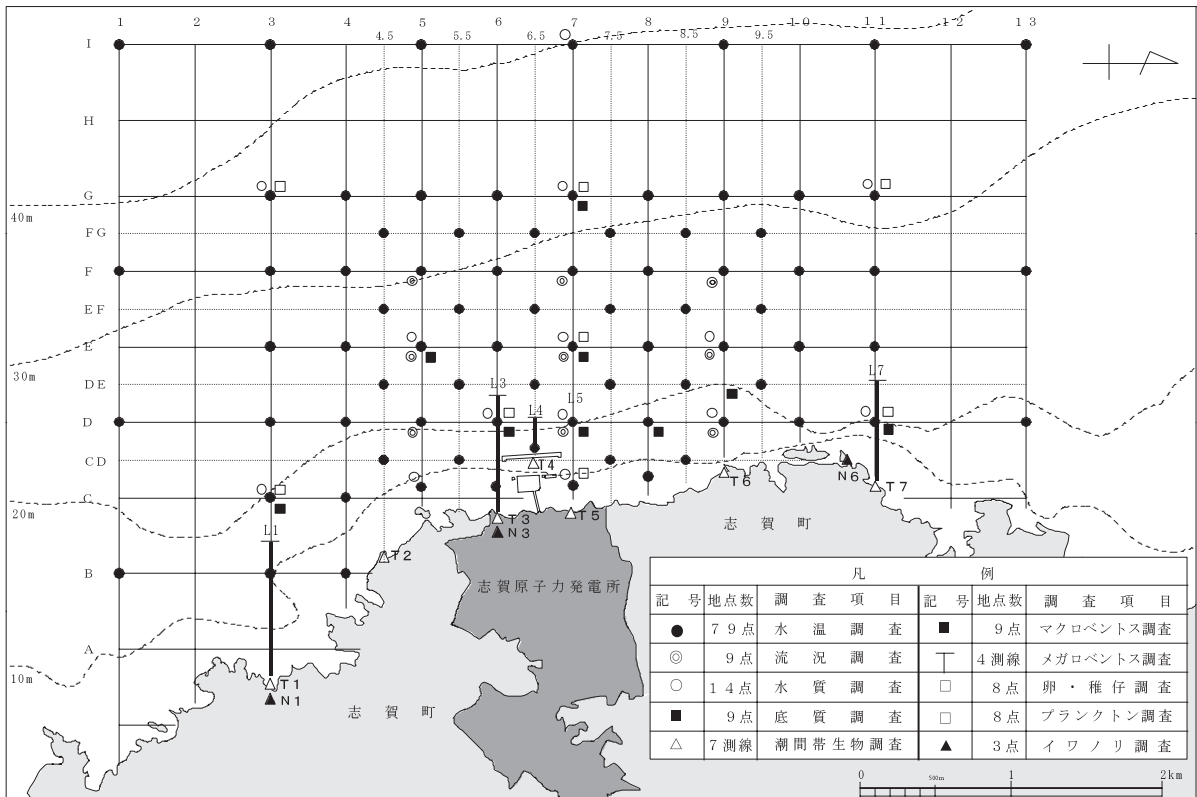 1 2 3 4 5 6 7 8 9 10 11 12 13
4.5 5.5 6.5 7.5 8.5 9.5
I
H
G
40m
FG
F
EF
E
30m
DE
L3
L7
L5
L4
D
CD
T4
T6
N6
T7
C
20m
T3
T5
N3
志賀町
L1
T2
B
志賀原子力発電所
A
10m
T1
N1
志賀町
凡例
記号 地点数 調査項目 記号 地点数 調査項目
● 79点 水温調査 ■ 9点 マクロベントス調査
◎ 9点 流況調査 ┬ 4測線 メガロベントス調査
○ 14点 水質調査 □ 8点 卵・稚仔調査
■ 9点 底質調査 □ 8点 プランクトン調査
△ 7測線 潮間帯生物調査 ▲ 3点 イワノリ調査
0 500m 1 2km